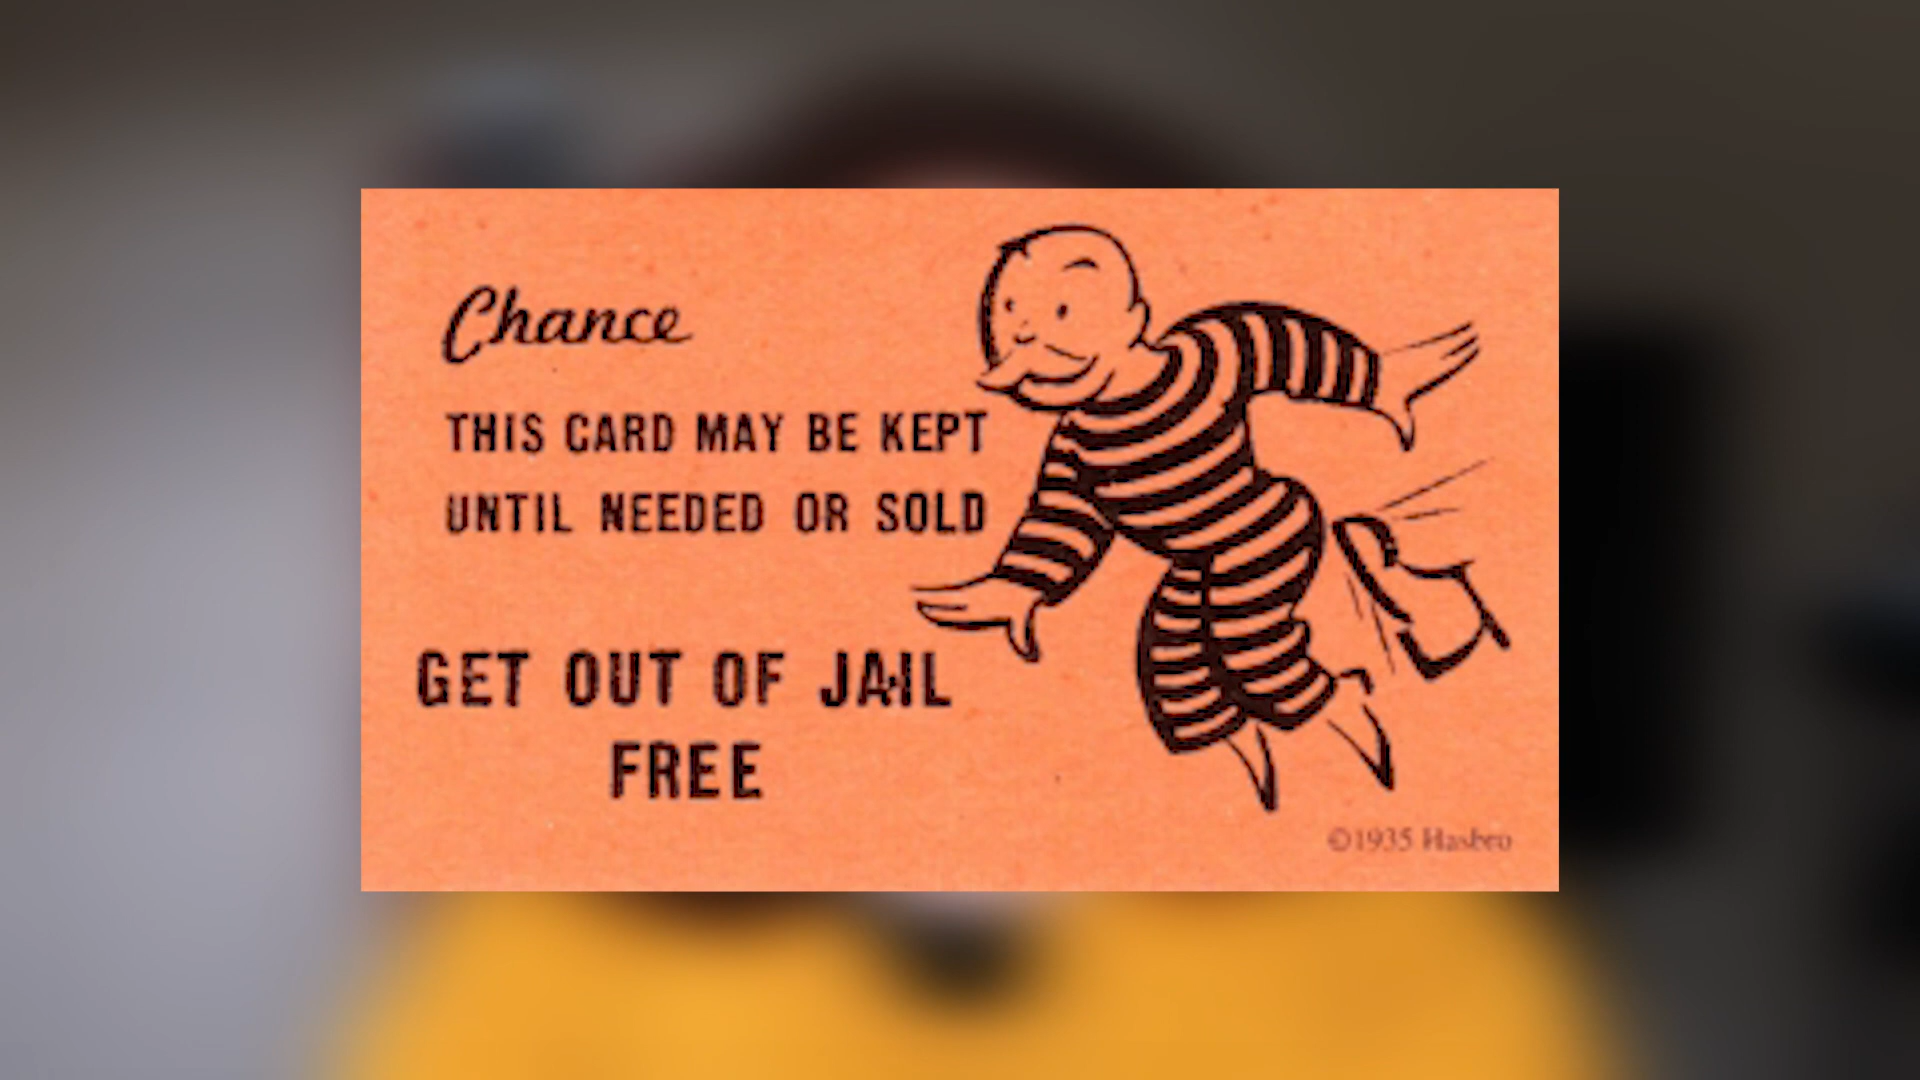 Chance
THIS CARD MAY BE KEPT
UNTIL NEEDED OR SOLD
GET OUT OF JAIL
FREE
©1935 Hasbro